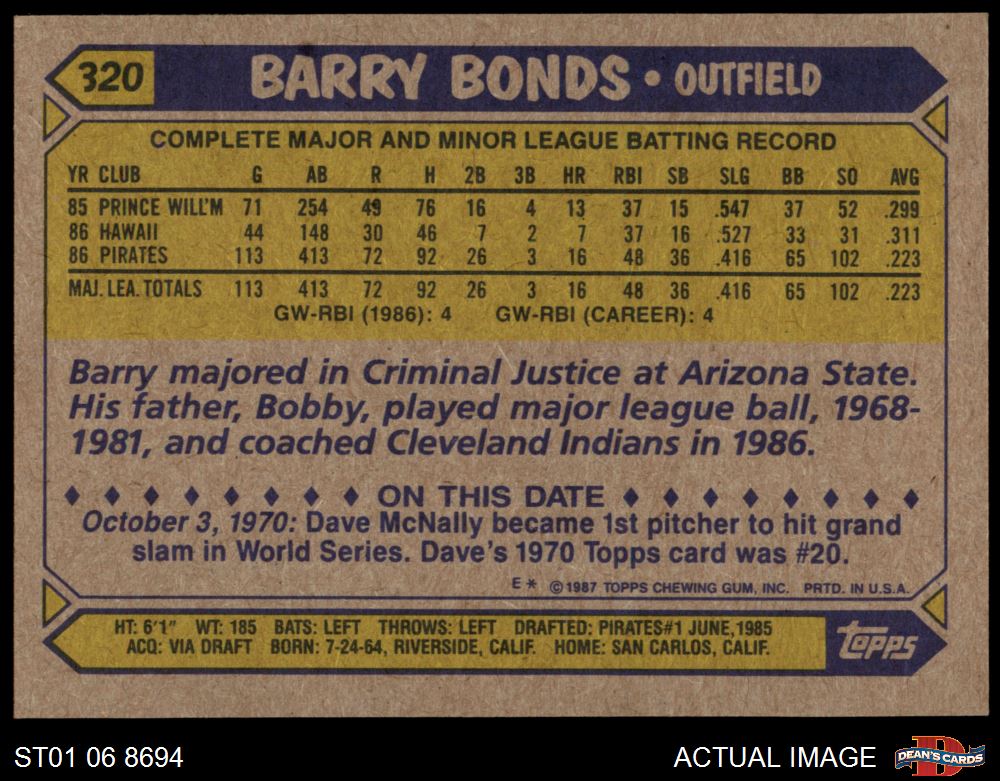 320 BARRY BONDS • OUTFIELD
COMPLETE MAJOR AND MINOR LEAGUE BATTING RECORD
YR CLUB G AB R H 2B 3B HR RBI SB SLG BB SO AVG
85 PRINCE WILL'M 71 254 49 76 16 4 13 37 15 .547 37 52 .299
86 HAWAII 44 148 30 46 7 2 7 37 16 .527 33 31 .311
86 PIRATES 113 413 72 92 26 3 16 48 36 .416 65 102 .223
MAJ. LEA. TOTALS 113 413 72 92 26 3 16 48 36 .416 65 102 .223
GW-RBI (1986): 4 GW-RBI (CAREER): 4
Barry majored in Criminal Justice at Arizona State.
His father, Bobby, played major league ball, 1968-
1981, and coached Cleveland Indians in 1986.
♦ ♦ ♦ ♦ ♦ ♦ ♦ ♦ ON THIS DATE ♦ ♦ ♦ ♦ ♦ ♦ ♦ ♦
October 3, 1970: Dave McNally became 1st pitcher to hit grand
slam in World Series. Dave's 1970 Topps card was #20.
E * © 1987 TOPPS CHEWING GUM, INC. PRTD. IN U.S.A.
HT: 6'1" WT: 185 BATS: LEFT THROWS: LEFT DRAFTED: PIRATES#1 JUNE,1985
ACQ: VIA DRAFT BORN: 7-24-64, RIVERSIDE, CALIF. HOME: SAN CARLOS, CALIF.
topps
ST01 06 8694 ACTUAL IMAGE D DEAN'S CARDS